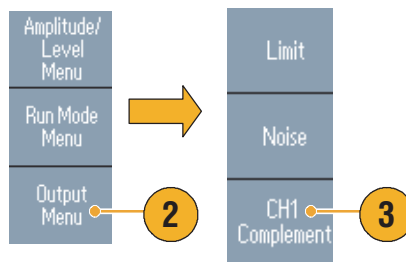 Amplitude/
Level
Menu
Run Mode
Menu
Output
Menu
2
Limit
Noise
CH1
Complement
3